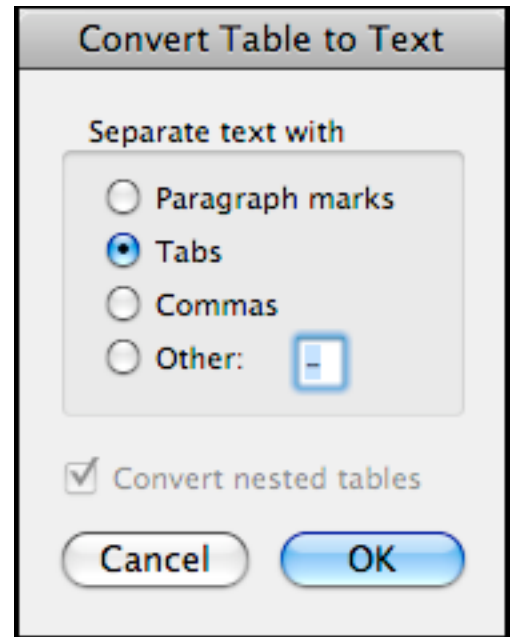 Convert Table to Text
Separate text with
Paragraph marks
Tabs
Commas
Other: -
Convert nested tables
Cancel OK